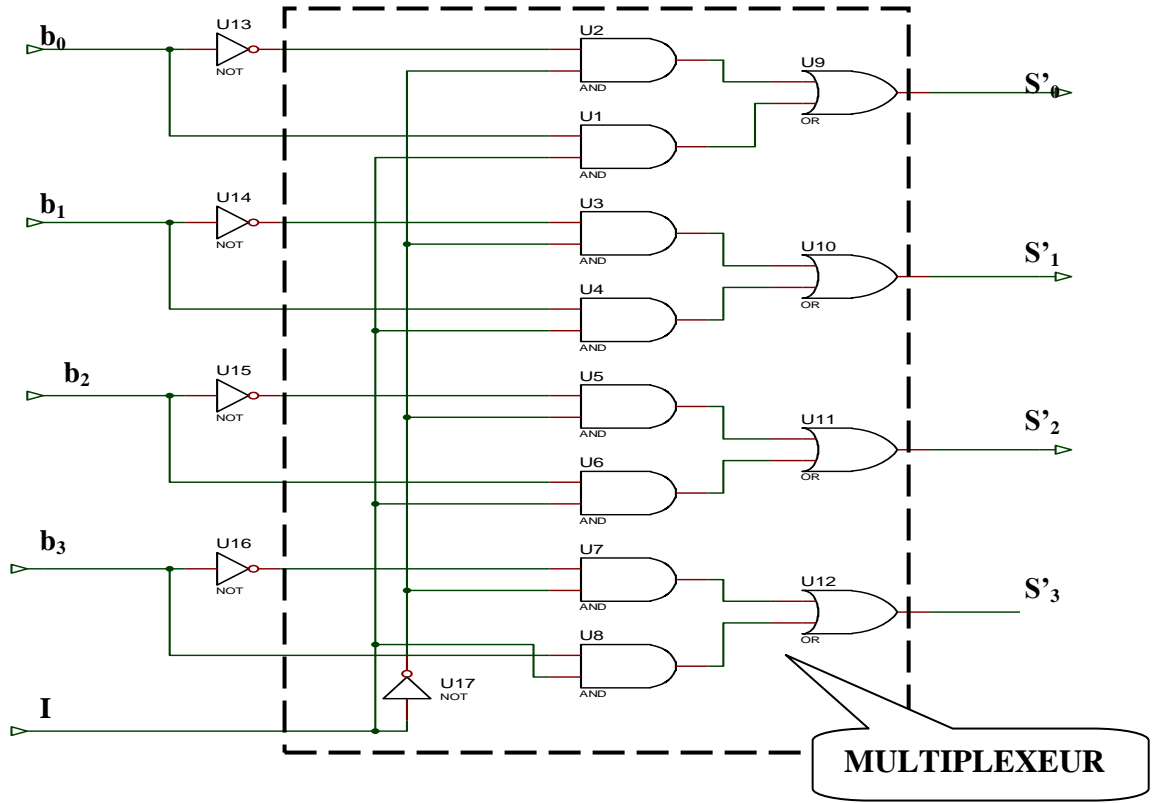 b₀
U13
NOT
U2
AND
U9
OR
S’₀
U1
AND
b₁
U14
NOT
U3
AND
U10
OR
S’₁
U4
AND
b₂
U15
NOT
U5
AND
U11
OR
S’₂
U6
AND
b₃
U16
NOT
U7
AND
U12
OR
S’₃
U8
AND
U17
NOT
I
MULTIPLEXEUR